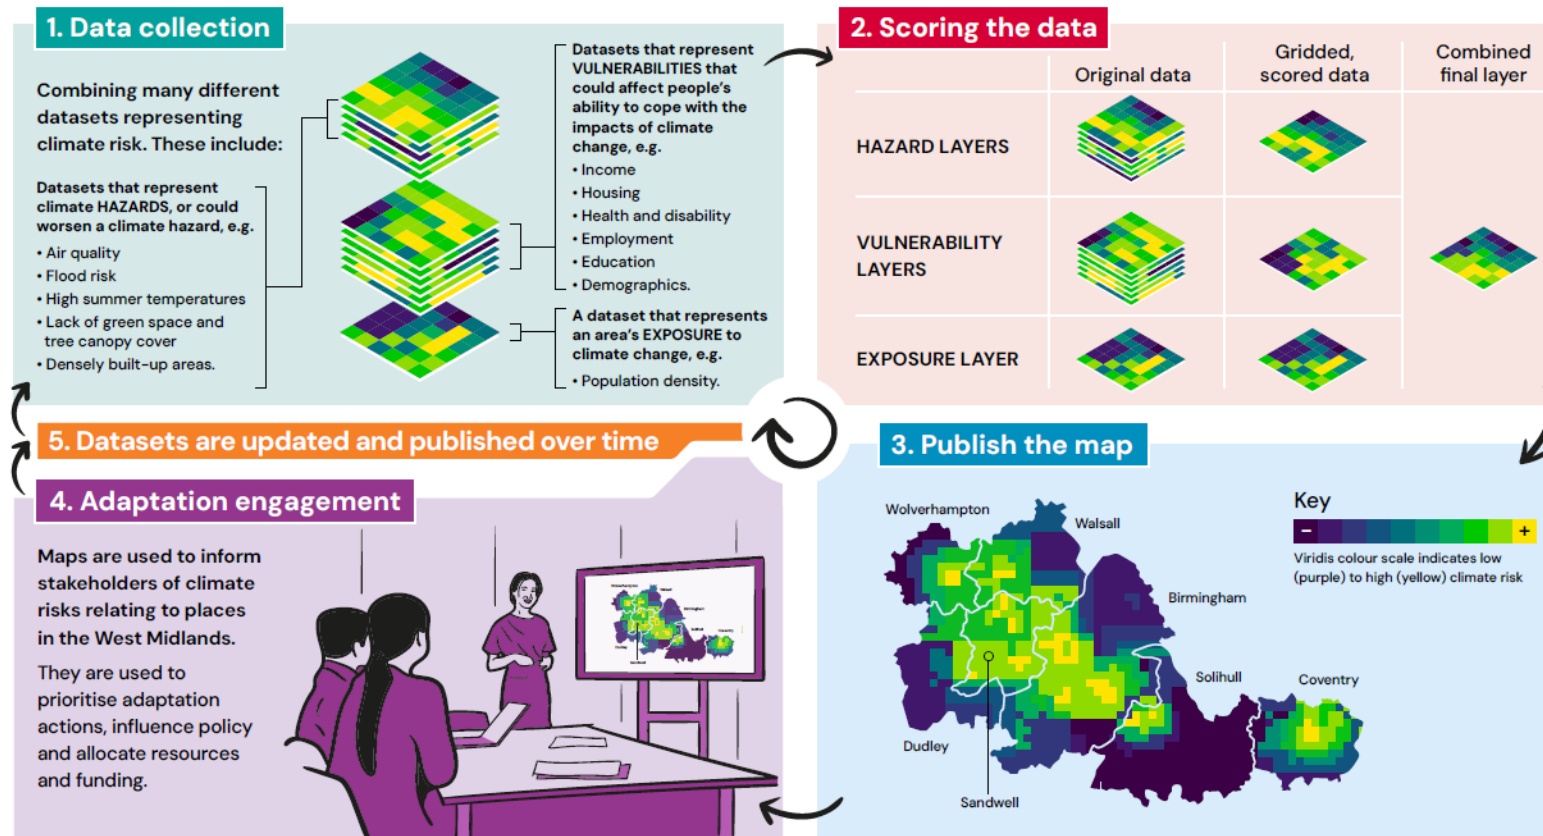 1. Data collection
Combining many different
datasets representing
climate risk. These include:
Datasets that represent
climate HAZARDS, or could
worsen a climate hazard, e.g.
• Air quality
• Flood risk
• High summer temperatures
• Lack of green space and
tree canopy cover
• Densely built-up areas.
Datasets that represent
VULNERABILITIES that
could affect people's
ability to cope with the
impacts of climate
change, e.g.
• Income
• Housing
• Health and disability
• Employment
• Education
• Demographics.
A dataset that represents
an area's EXPOSURE to
climate change, e.g.
• Population density.
2. Scoring the data
Original data
Gridded,
scored data
Combined
final layer
HAZARD LAYERS
VULNERABILITY
LAYERS
EXPOSURE LAYER
3. Publish the map
Wolverhampton
Walsall
Birmingham
Solihull
Coventry
Dudley
Sandwell
Key
− +
Viridis colour scale indicates low
(purple) to high (yellow) climate risk
4. Adaptation engagement
Maps are used to inform
stakeholders of climate
risks relating to places
in the West Midlands.
They are used to
prioritise adaptation
actions, influence policy
and allocate resources
and funding.
Wolverhampton
Walsall
Birmingham
Solihull
Coventry
Dudley
Sandwell
5. Datasets are updated and published over time